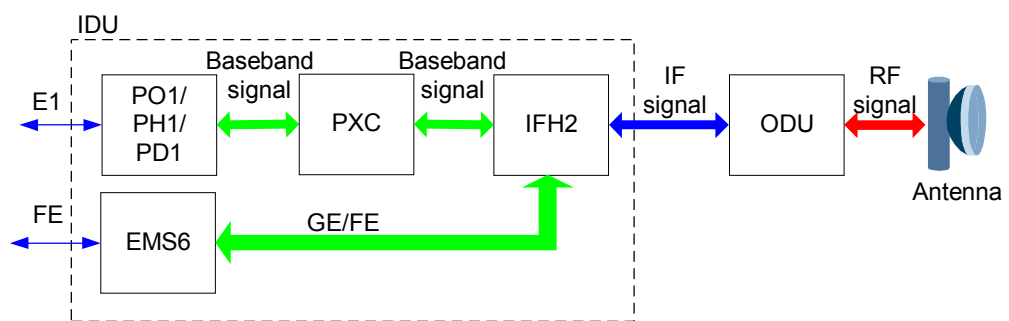 IDU
E1
PO1/
PH1/
PD1
Baseband
signal
PXC
Baseband
signal
IFH2
IF
signal
ODU
RF
signal
Antenna
FE
EMS6
GE/FE